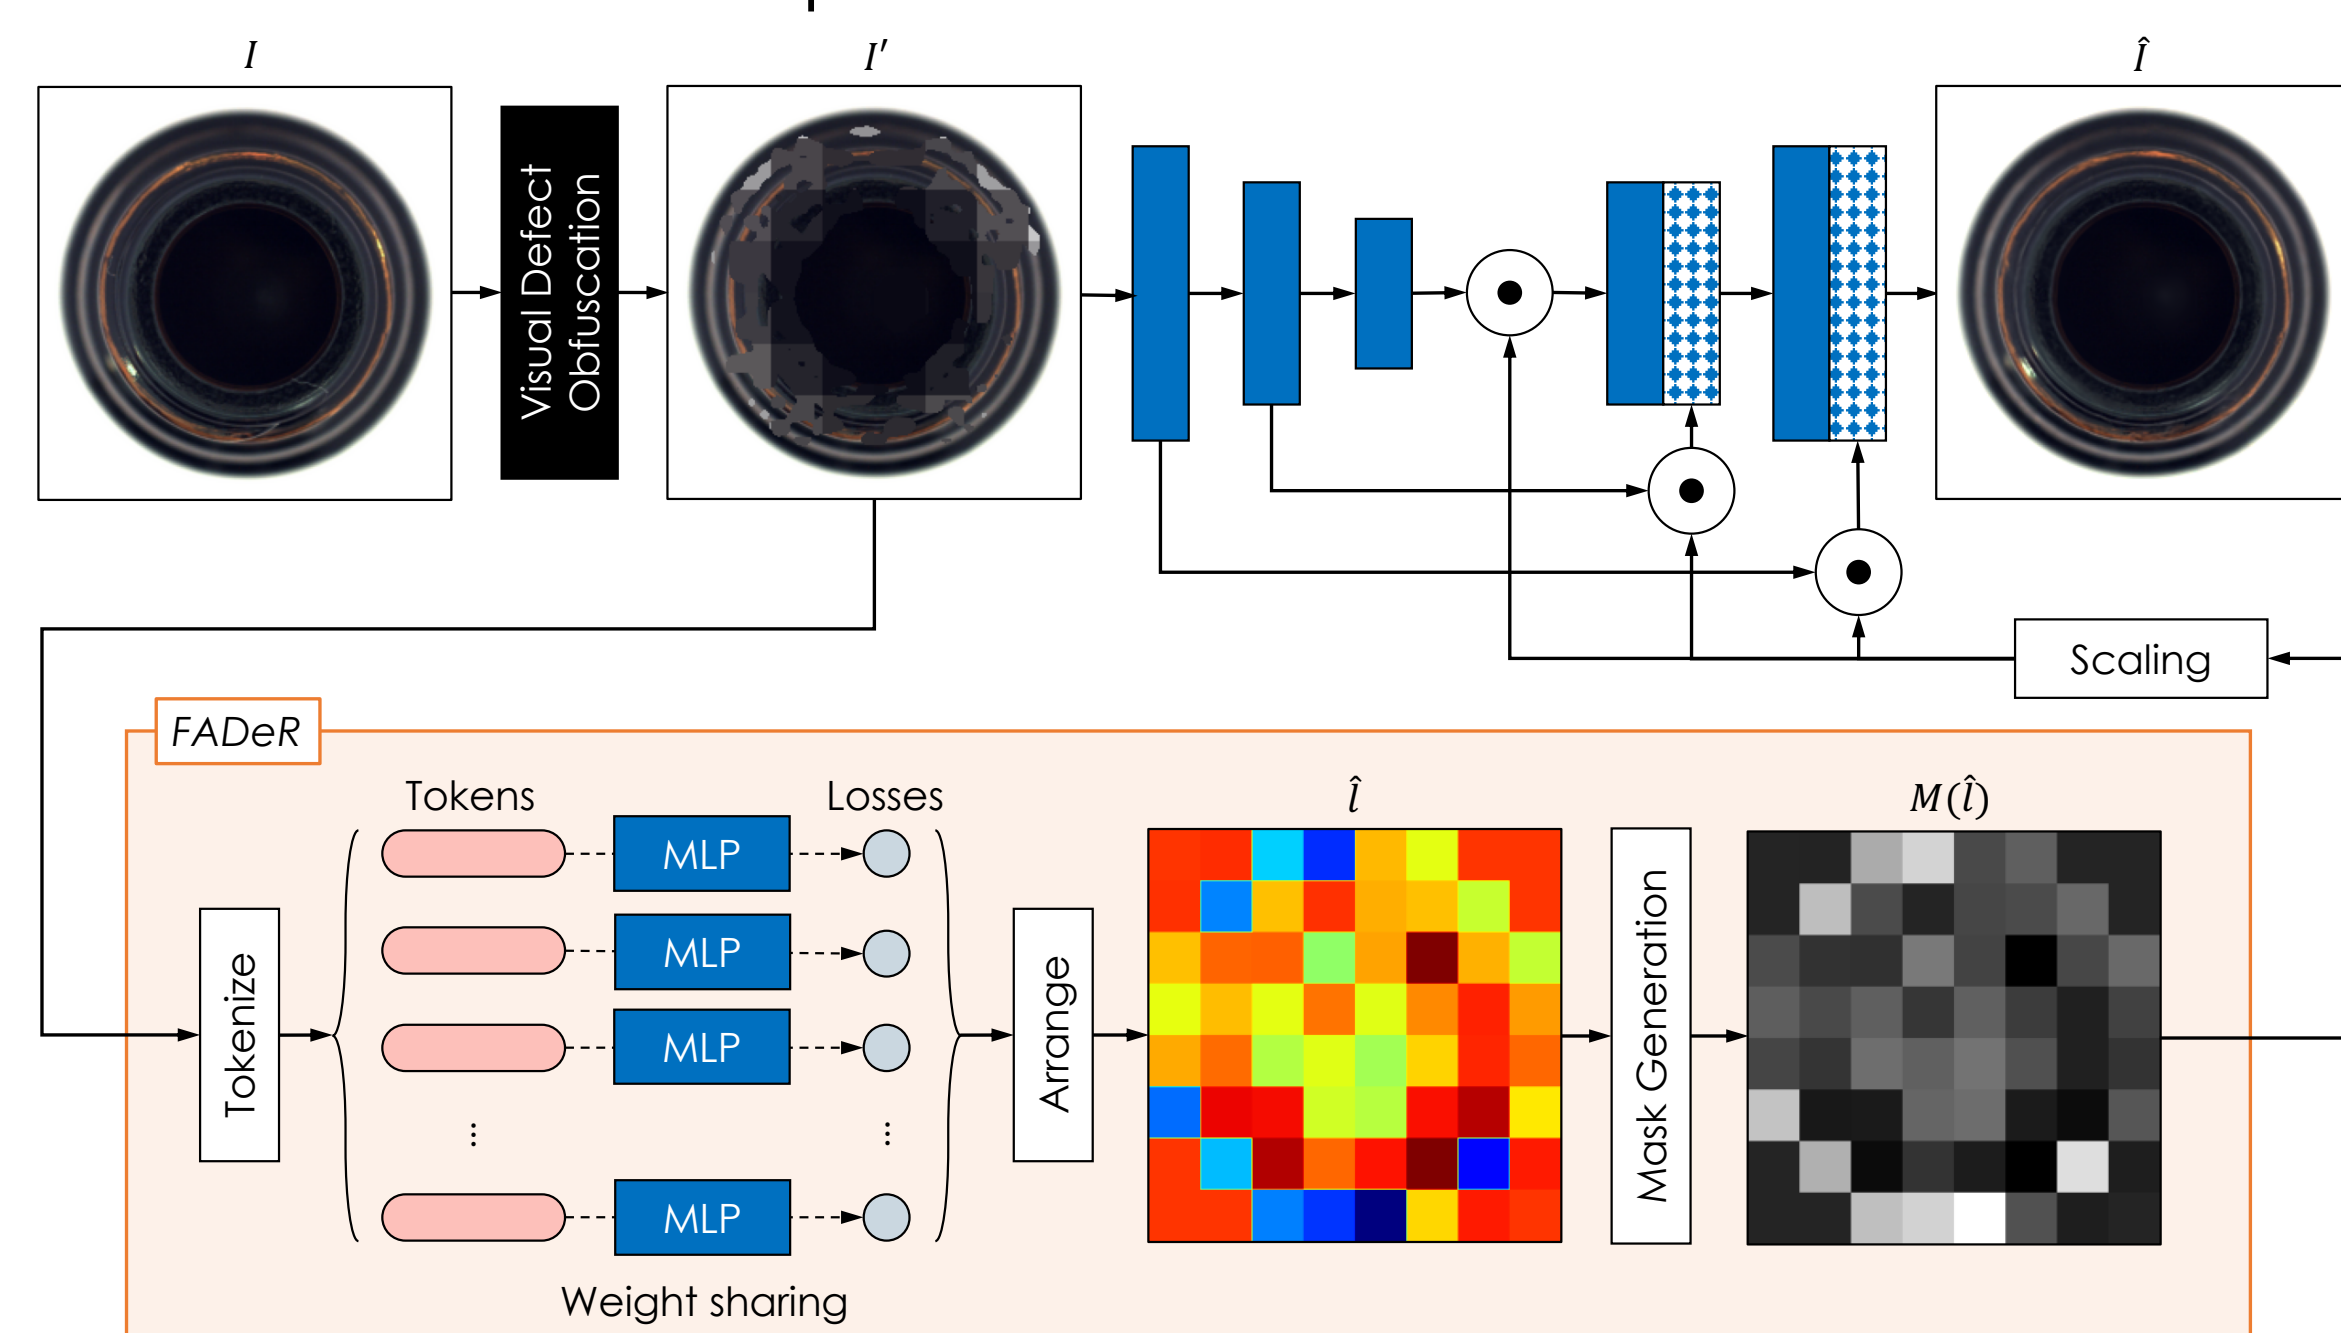 I
I′
Î
Visual Defect
Obfuscation
Scaling
FADeR
Tokens
Losses
l̂
M(l̂)
MLP
MLP
MLP
MLP
Tokenize
Arrange
Mask Generation
⋮
⋮
Weight sharing